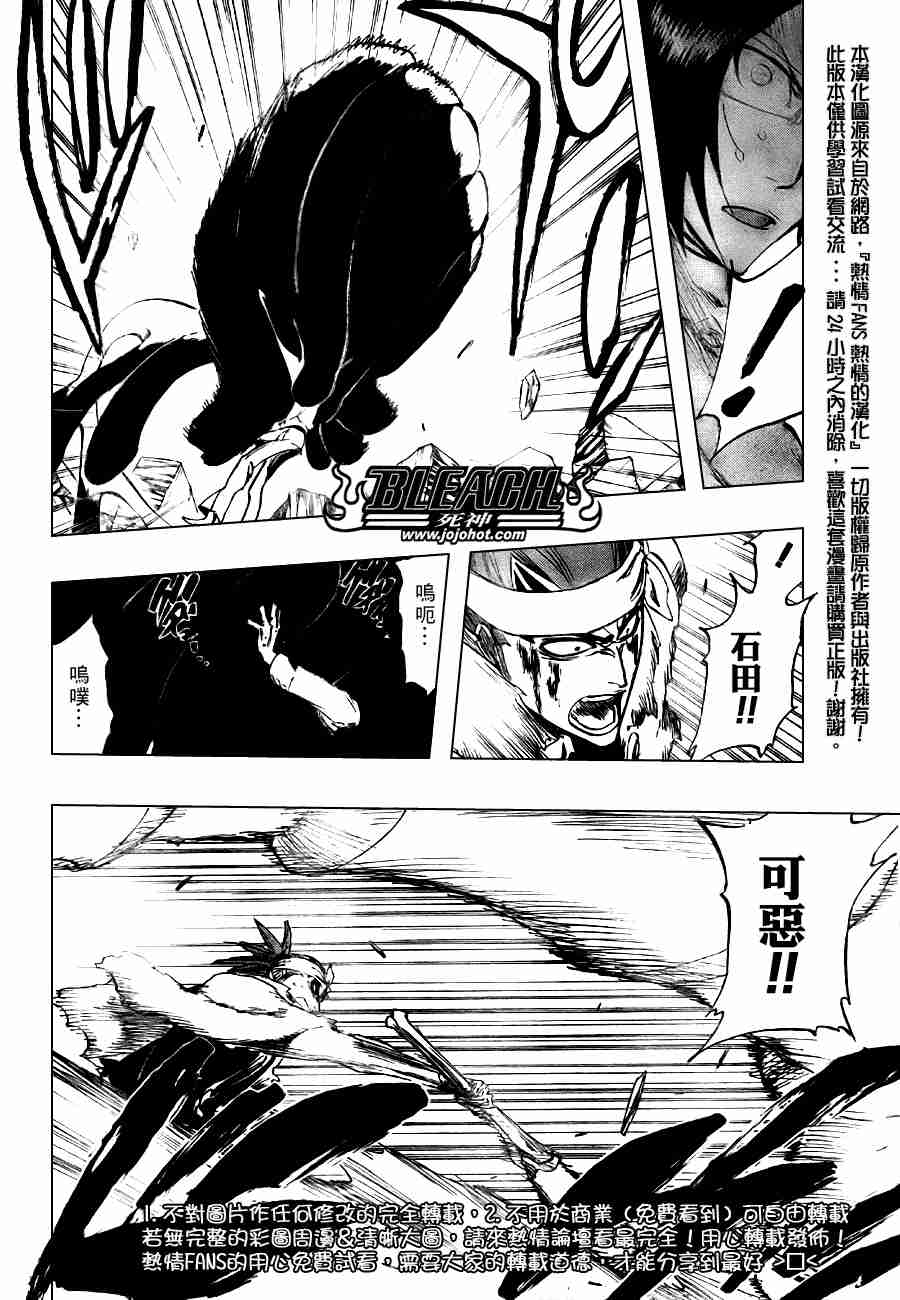 本漢化圖源來自於網路，『熱情FANS 熱情的漢化』一切版權歸原作者與出版社擁有！
此版本僅供學習試看交流… 請 24 小時之內消除，喜歡這套漫畫請購買正版！謝謝。
！
BLEACH
死神
www.jojohot.com
石田!!
嗚呃…
嗚噗…
可惡!!
1. 不對圖片作任何修改的完全轉載，2. 不用於商業（免費看到）可自由轉載
若無完整的彩圖周邊&清晰大圖，請來熱情論壇看最完全！用心轉載發佈！
熱情FANS的用心免費試看，需要大家的轉載道德，才能分享到最好 >口<